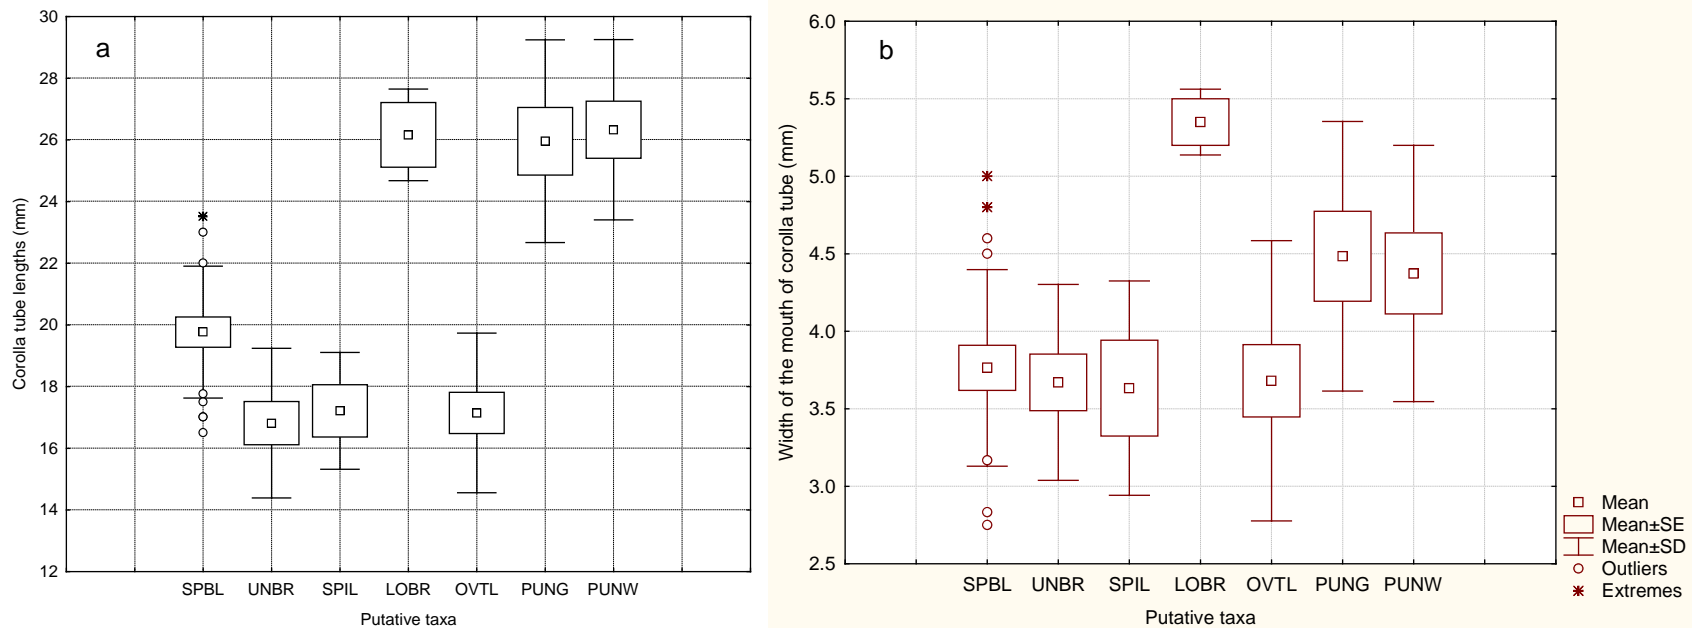 a
Corolla tube lengths (mm)
30
28
26
24
22
20
18
16
14
12
SPBL UNBR SPIL LOBR OVTL PUNG PUNW
Putative taxa
b
Width of the mouth of corolla tube (mm)
6.0
5.5
5.0
4.5
4.0
3.5
3.0
2.5
SPBL UNBR SPIL LOBR OVTL PUNG PUNW
Putative taxa
Mean
Mean±SE
Mean±SD
Outliers
Extremes